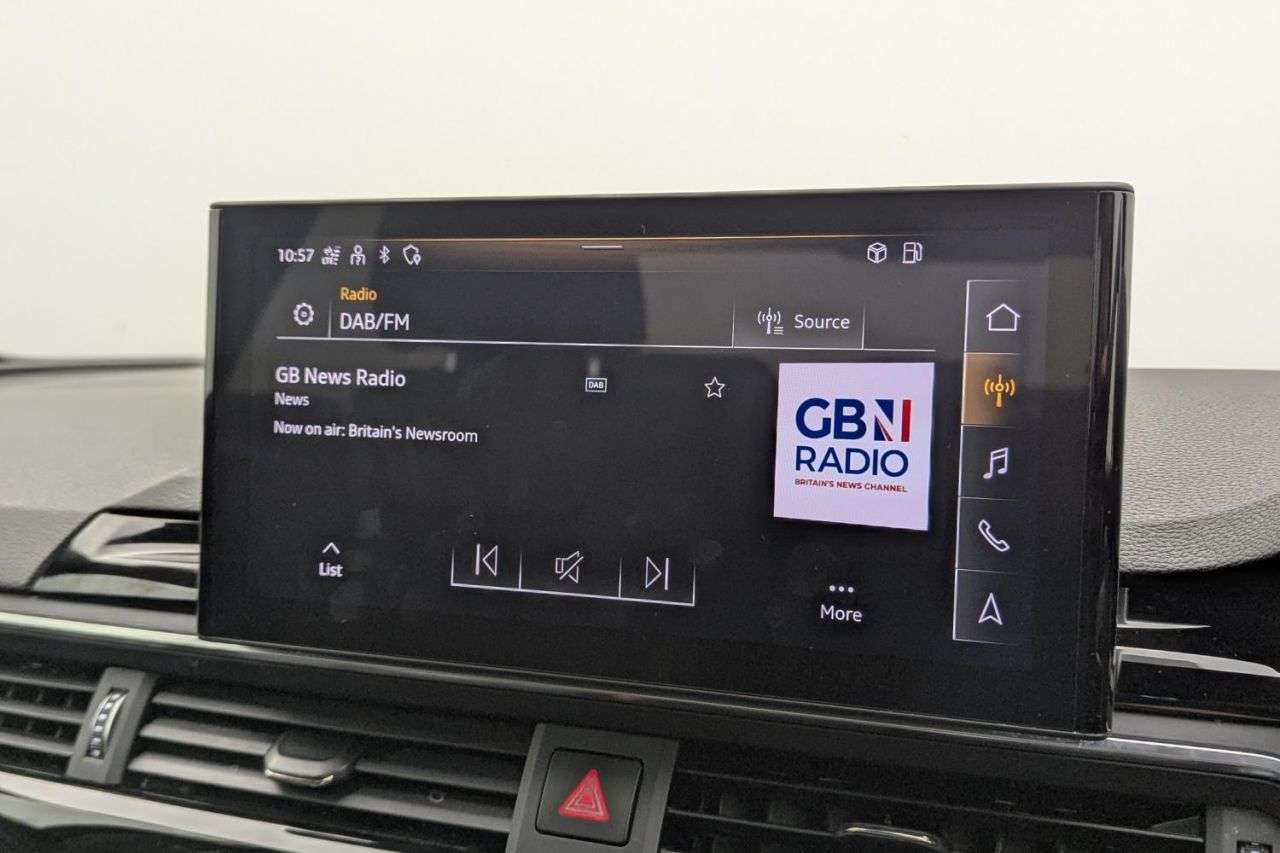 10:57 LTE
Radio
DAB/FM
Source
GB News Radio
DAB
News
Now on air: Britain's Newsroom
GBN
RADIO
BRITAIN'S NEWS CHANNEL
List
More